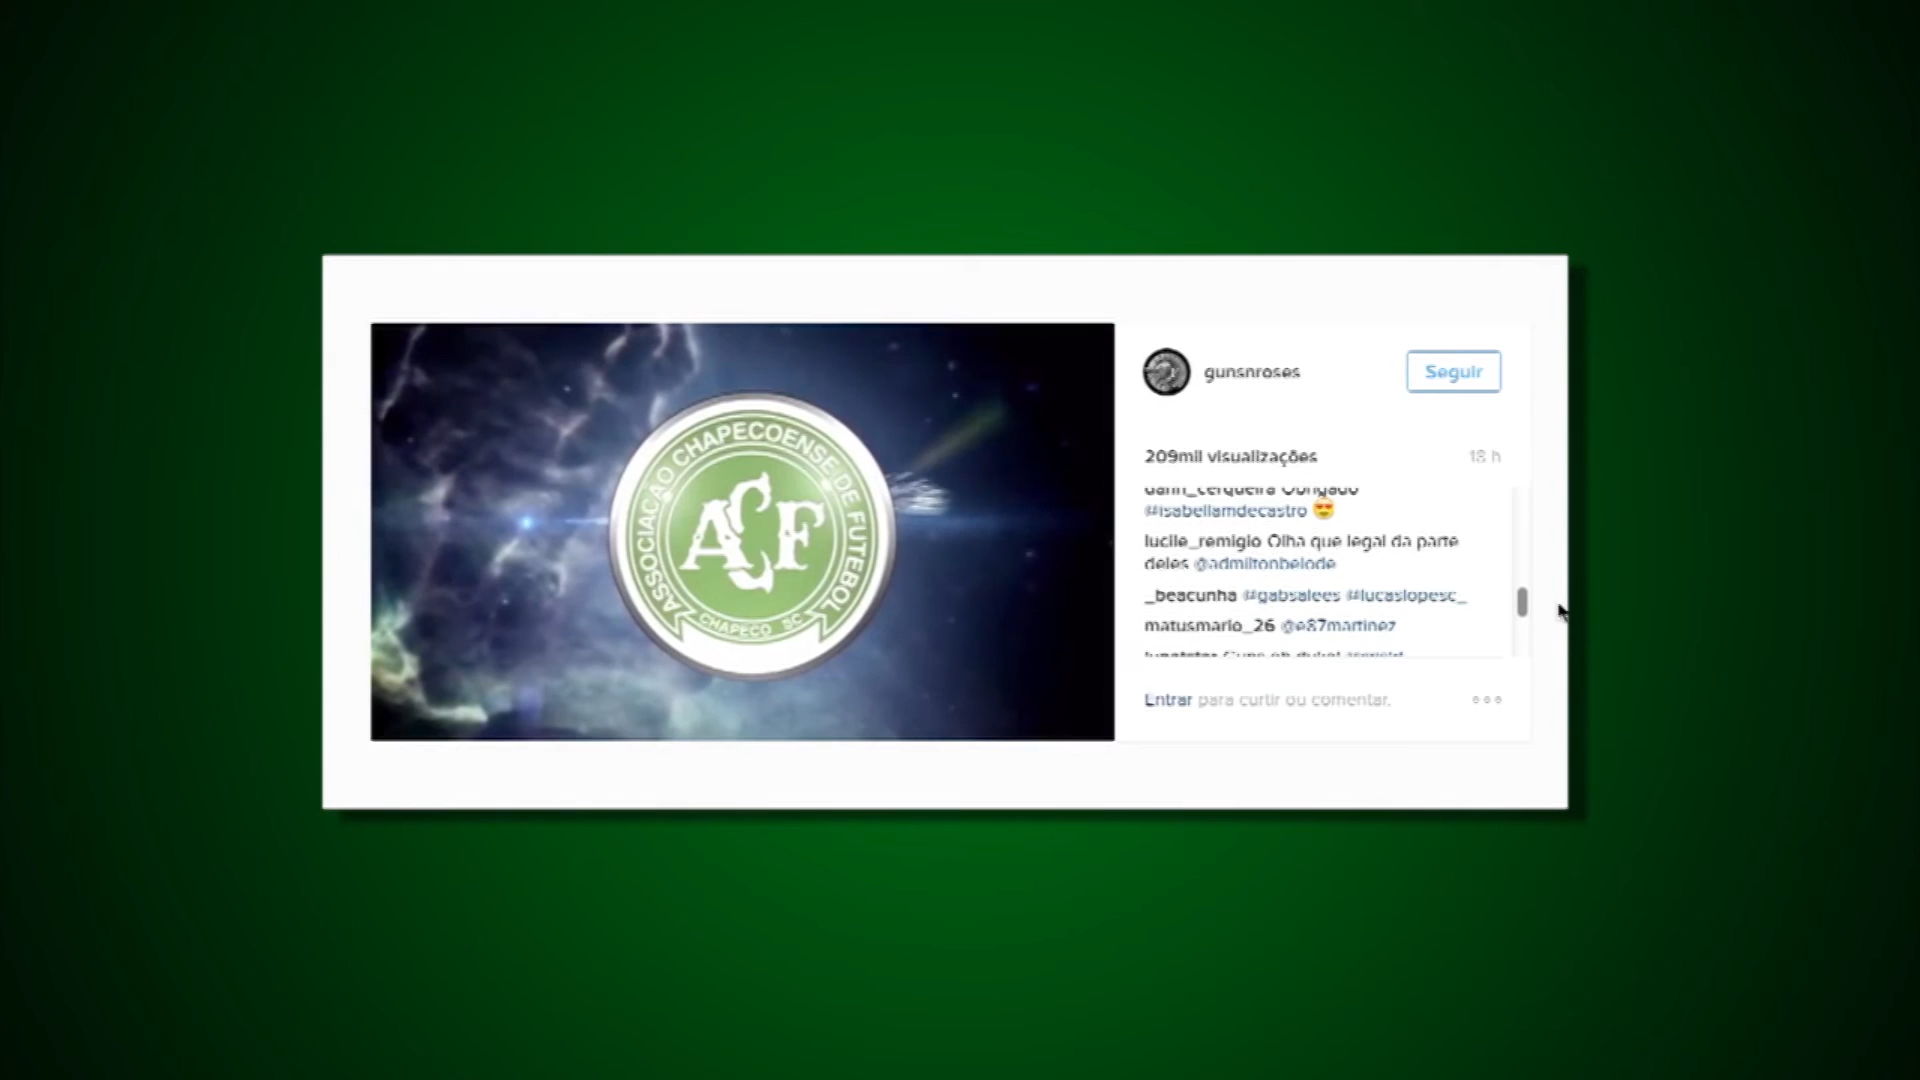 ASSOCIAÇÃO CHAPECOENSE DE FUTEBOL
ACF
CHAPECÓ SC
gunsnroses
Seguir
209mil visualizações
18 h
Obrigado
@isabellamdecastro 😍
lucile_remigio Olha que legal da parte
deles @admiltonbelode
_beacunha @gabsalees @lucaslopesc_
matusmario_26 @e87martinez
Entrar para curtir ou comentar.